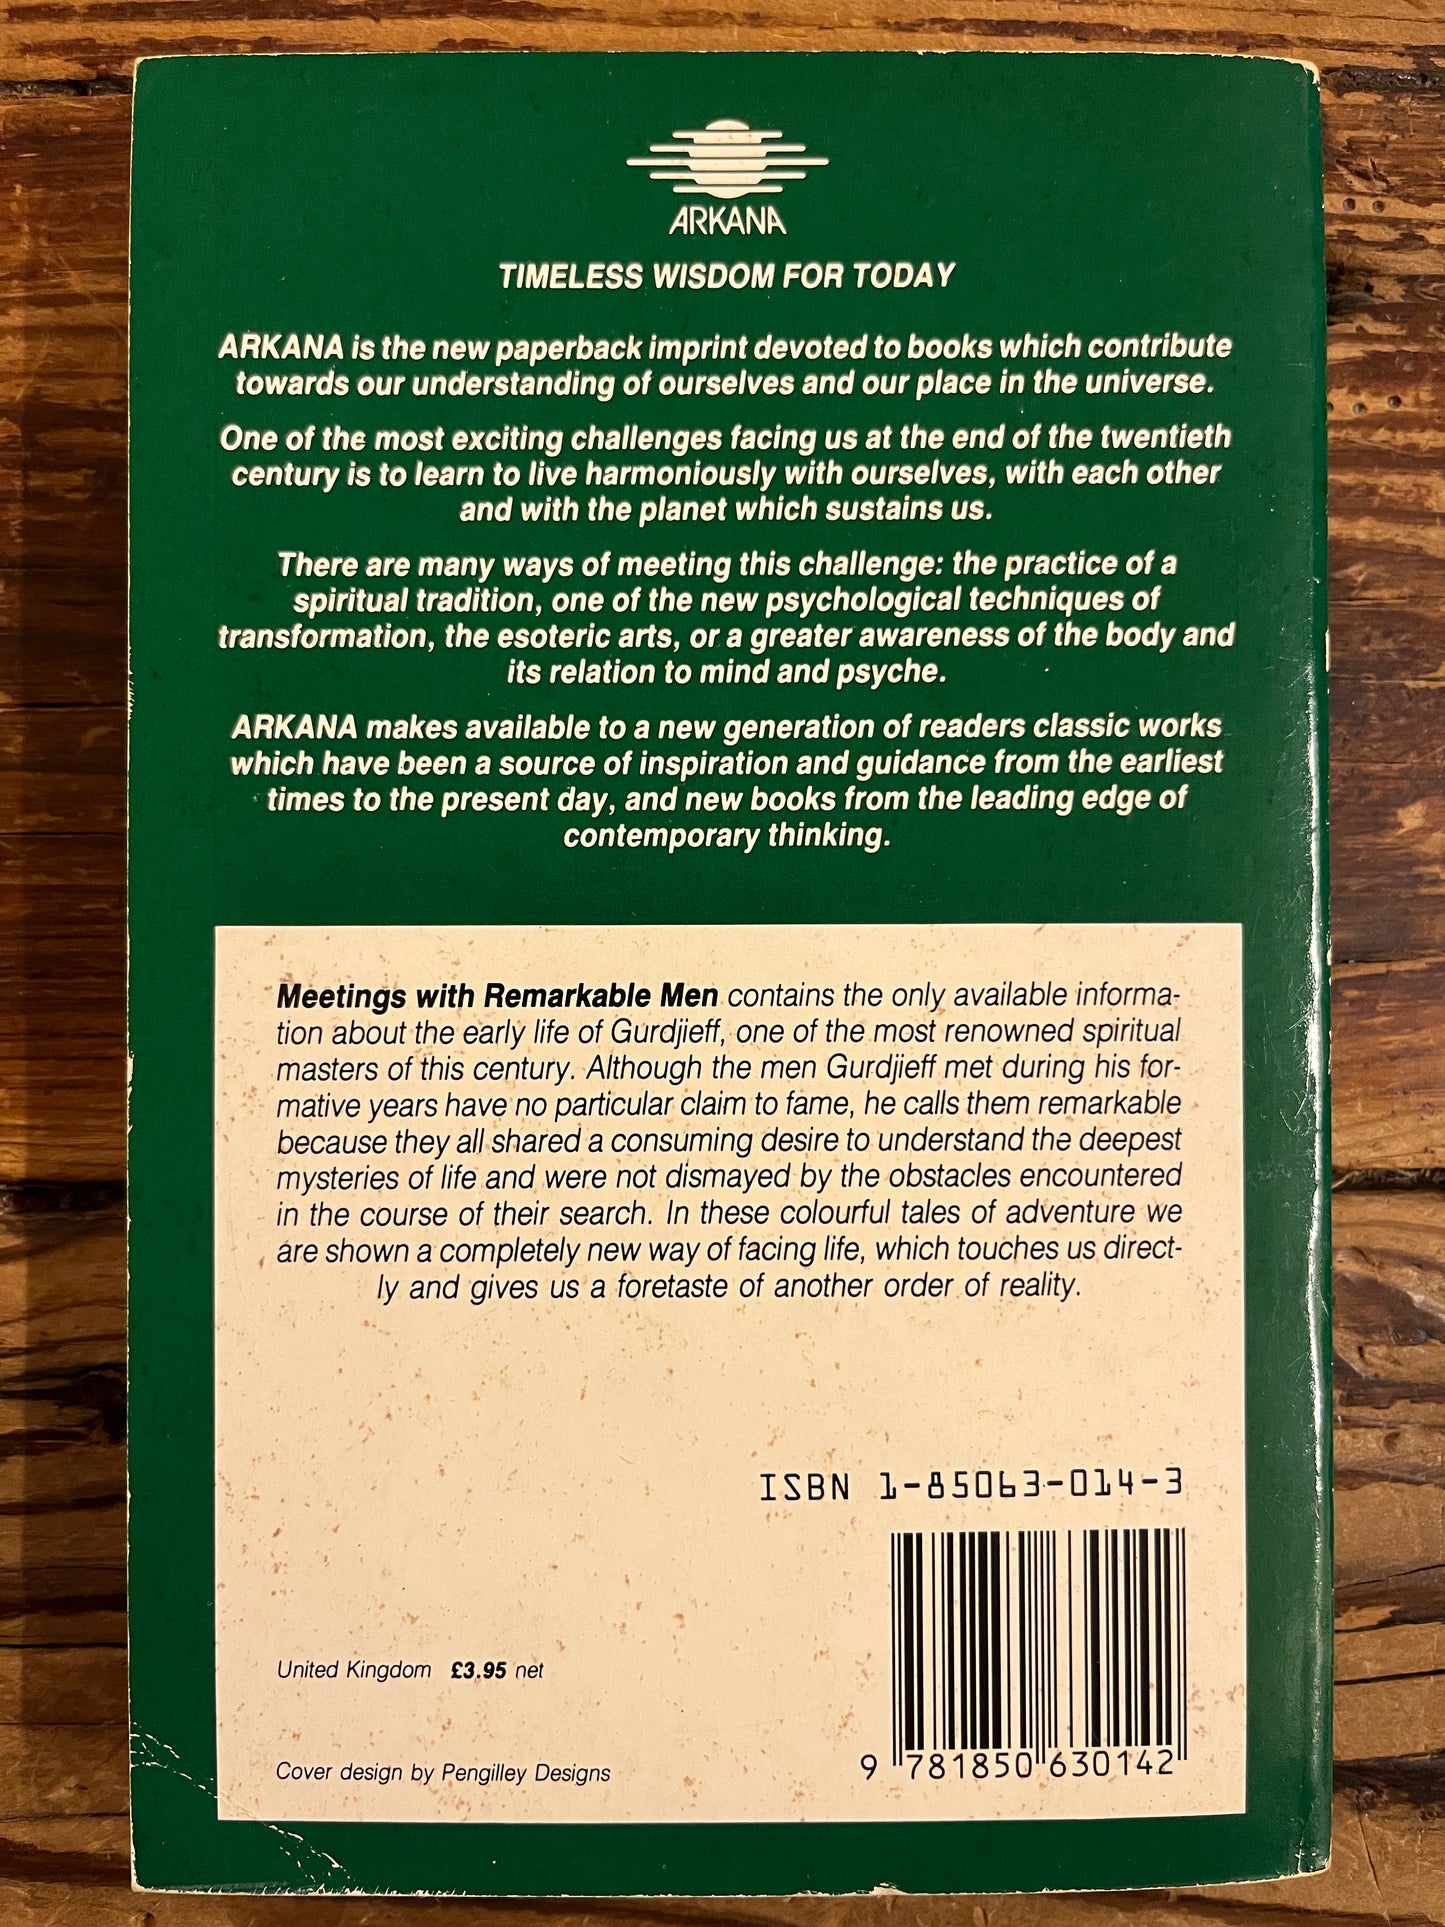 ARKANA
TIMELESS WISDOM FOR TODAY
ARKANA is the new paperback imprint devoted to books which contribute
towards our understanding of ourselves and our place in the universe.
One of the most exciting challenges facing us at the end of the twentieth
century is to learn to live harmoniously with ourselves, with each other
and with the planet which sustains us.
There are many ways of meeting this challenge: the practice of a
spiritual tradition, one of the new psychological techniques of
transformation, the esoteric arts, or a greater awareness of the body and
its relation to mind and psyche.
ARKANA makes available to a new generation of readers classic works
which have been a source of inspiration and guidance from the earliest
times to the present day, and new books from the leading edge of
contemporary thinking.
Meetings with Remarkable Men contains the only available informa-
tion about the early life of Gurdjieff, one of the most renowned spiritual
masters of this century. Although the men Gurdjieff met during his for-
mative years have no particular claim to fame, he calls them remarkable
because they all shared a consuming desire to understand the deepest
mysteries of life and were not dismayed by the obstacles encountered
in the course of their search. In these colourful tales of adventure we
are shown a completely new way of facing life, which touches us direct-
ly and gives us a foretaste of another order of reality.
ISBN 1-85063-014-3
United Kingdom £3.95 net
9 781850 630142
Cover design by Pengilley Designs